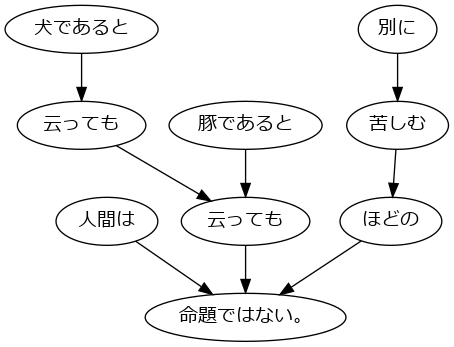 犬であると
別に
云っても
豚であると
苦しむ
人間は
云っても
ほどの
命題ではない。